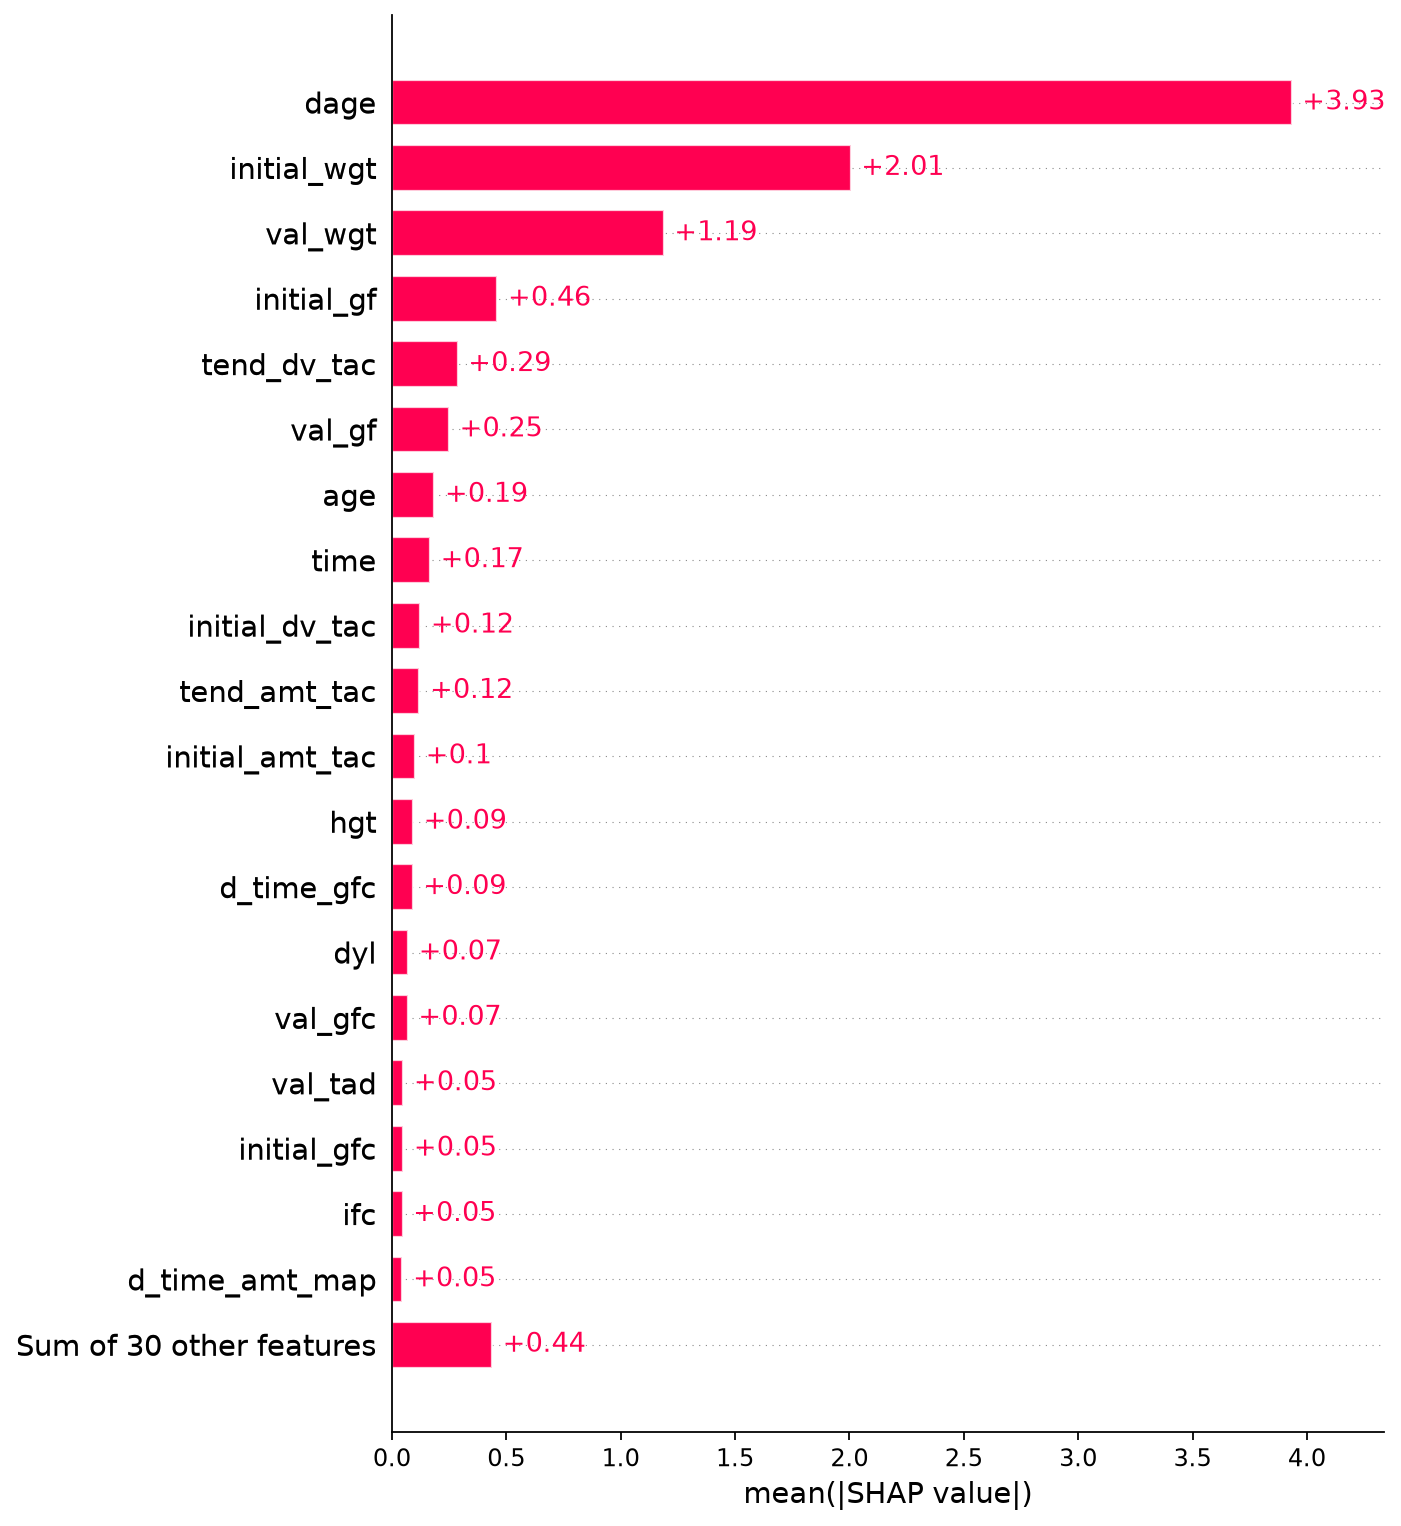 dage +3.93
initial_wgt +2.01
val_wgt +1.19
initial_gf +0.46
tend_dv_tac +0.29
val_gf +0.25
age +0.19
time +0.17
initial_dv_tac +0.12
tend_amt_tac +0.12
initial_amt_tac +0.1
hgt +0.09
d_time_gfc +0.09
dyl +0.07
val_gfc +0.07
val_tad +0.05
initial_gfc +0.05
ifc +0.05
d_time_amt_map +0.05
Sum of 30 other features +0.44
0.0 0.5 1.0 1.5 2.0 2.5 3.0 3.5 4.0
mean(|SHAP value|)